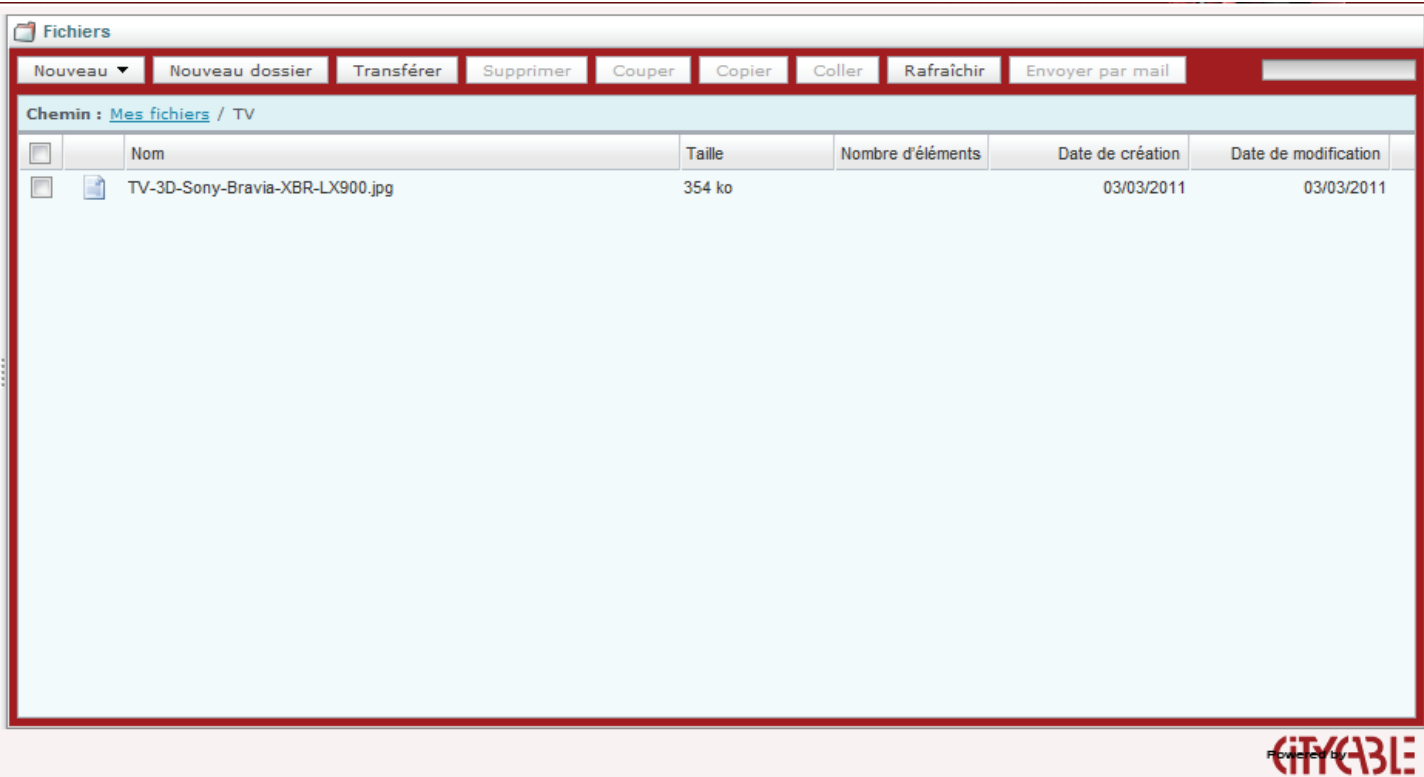 Fichiers
Nouveau Nouveau dossier Transférer Supprimer Couper Copier Coller Rafraîchir Envoyer par mail
Chemin : Mes fichiers / TV
Nom Taille Nombre d'éléments Date de création Date de modification
TV-3D-Sony-Bravia-XBR-LX900.jpg 354 ko 03/03/2011 03/03/2011
Powered by CiTYCABLE